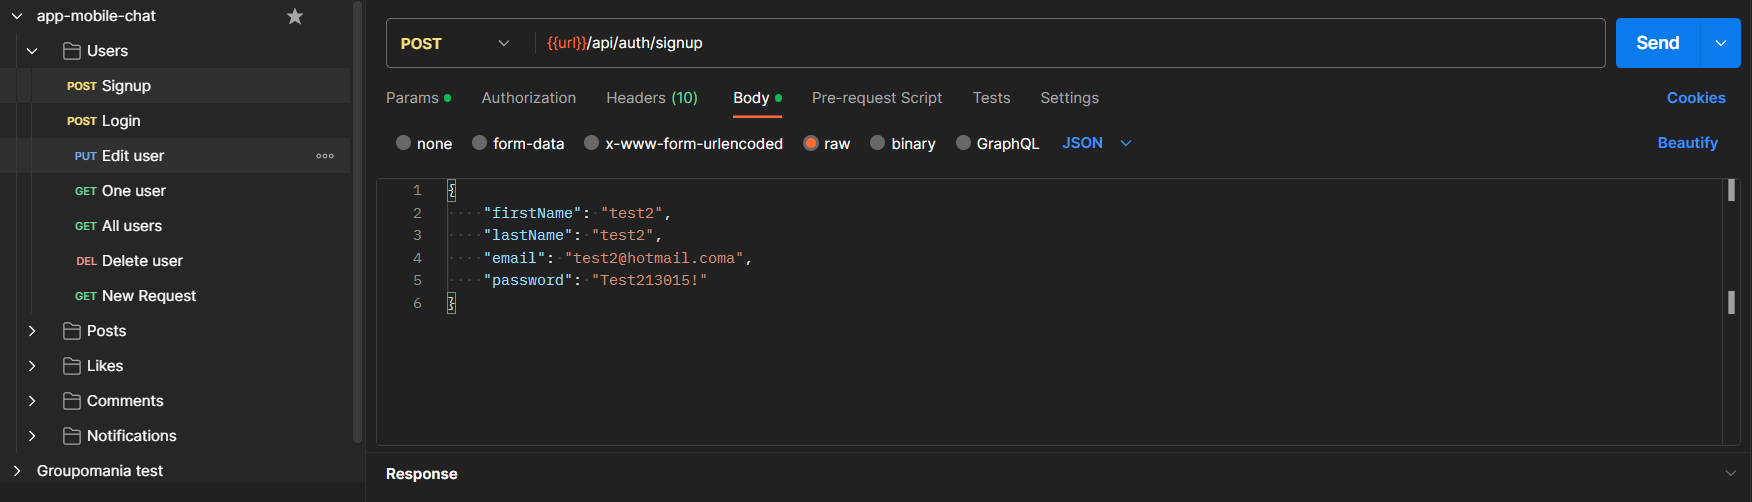 app-mobile-chat
Users
POST Signup
POST Login
PUT Edit user
GET One user
GET All users
DEL Delete user
GET New Request
Posts
Likes
Comments
Notifications
Groupomania test
POST {{url}}/api/auth/signup Send
Params Authorization Headers (10) Body Pre-request Script Tests Settings Cookies
none form-data x-www-form-urlencoded raw binary GraphQL JSON Beautify
1 {
2 "firstName": "test2",
3 "lastName": "test2",
4 "email": "test2@hotmail.coma",
5 "password": "Test213015!"
6 }
Response